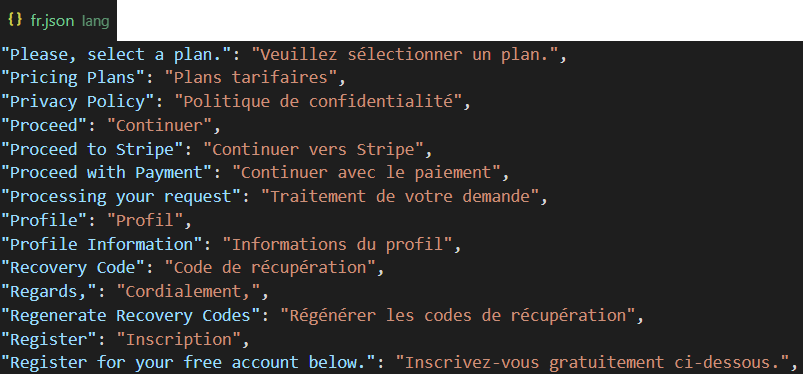 {} fr.json lang
"Please, select a plan.": "Veuillez sélectionner un plan.",
"Pricing Plans": "Plans tarifaires",
"Privacy Policy": "Politique de confidentialité",
"Proceed": "Continuer",
"Proceed to Stripe": "Continuer vers Stripe",
"Proceed with Payment": "Continuer avec le paiement",
"Processing your request": "Traitement de votre demande",
"Profile": "Profil",
"Profile Information": "Informations du profil",
"Recovery Code": "Code de récupération",
"Regards,": "Cordialement,",
"Regenerate Recovery Codes": "Régénérer les codes de récupération",
"Register": "Inscription",
"Register for your free account below.": "Inscrivez-vous gratuitement ci-dessous.",